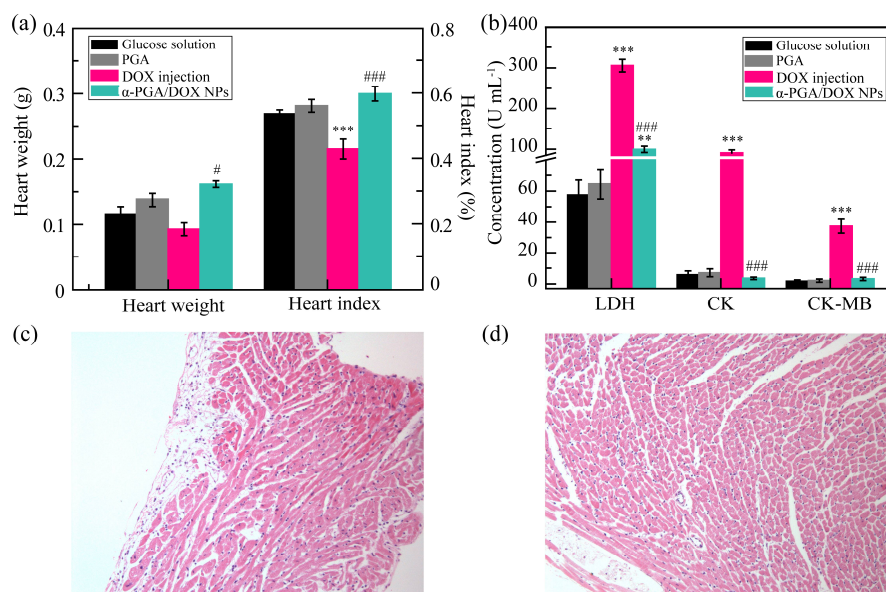 (a)
0.4
0.3
0.2
0.1
0
Heart weight (g)
Glucose solution
PGA
DOX injection
α-PGA/DOX NPs
#
***
###
0.8
0.6
0.4
0.2
0
Heart index (%)
Heart weight
Heart index
(b)
400
300
200
100
60
40
20
0
Concentration (U mL⁻¹)
Glucose solution
PGA
DOX injection
α-PGA/DOX NPs
***
###
**
***
###
***
###
LDH
CK
CK-MB
(c)
(d)